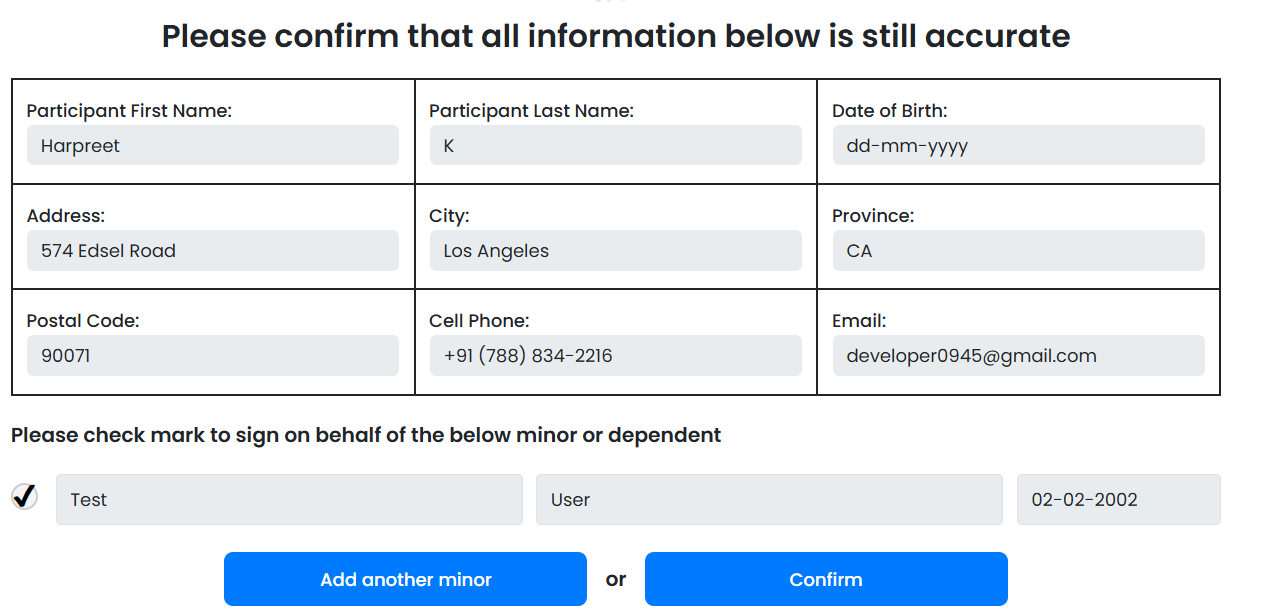 Please confirm that all information below is still accurate
Participant First Name:
Harpreet
Participant Last Name:
K
Date of Birth:
dd-mm-yyyy
Address:
574 Edsel Road
City:
Los Angeles
Province:
CA
Postal Code:
90071
Cell Phone:
+91 (788) 834-2216
Email:
developer0945@gmail.com
Please check mark to sign on behalf of the below minor or dependent
Test
User
02-02-2002
Add another minor
or
Confirm